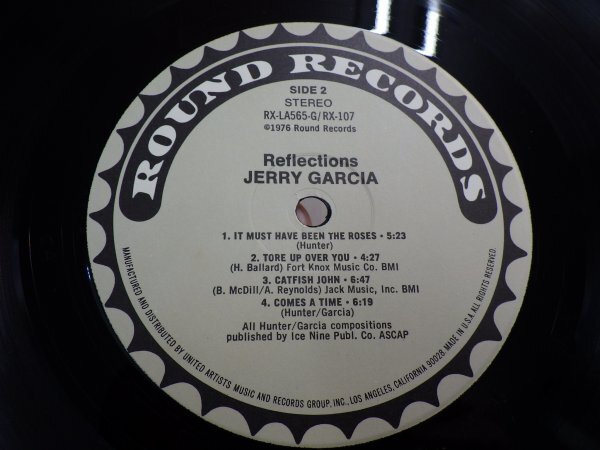 ROUND RECORDS
SIDE 2
STEREO
RX-LA565-G/RX-107
©1976 Round Records
Reflections
JERRY GARCIA
1. IT MUST HAVE BEEN THE ROSES • 5:23
(Hunter)
2. TORE UP OVER YOU • 4:27
(H. Ballard) Fort Knox Music Co. BMI
3. CATFISH JOHN • 6:47
(B. McDill/A. Reynolds) Jack Music, Inc. BMI
4. COMES A TIME • 6:19
(Hunter/Garcia)
All Hunter/Garcia compositions
published by Ice Nine Publ. Co. ASCAP
MANUFACTURED AND DISTRIBUTED BY UNITED ARTISTS MUSIC AND RECORDS GROUP, INC., LOS ANGELES, CALIFORNIA 90028. MADE IN U.S.A. ALL RIGHTS RESERVED.